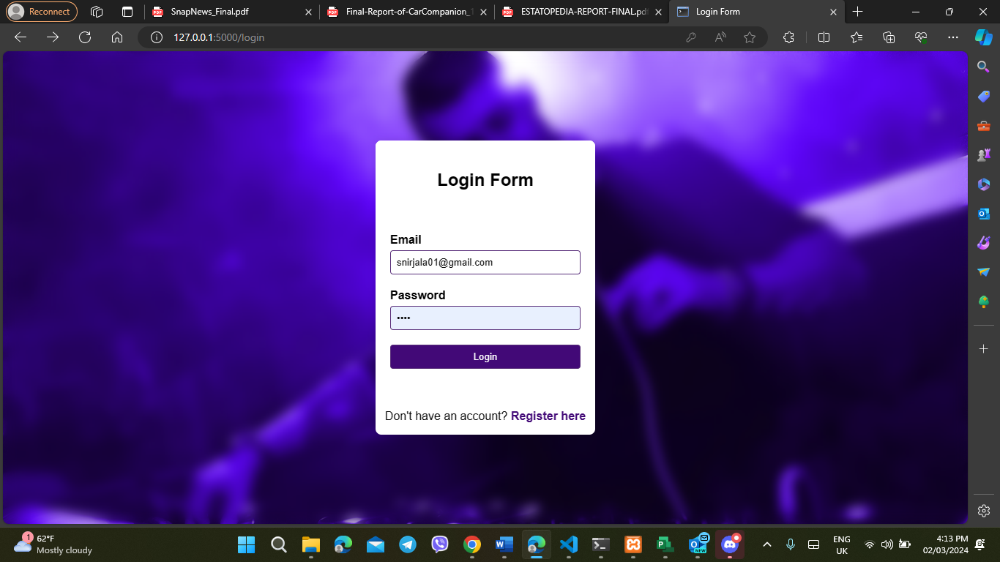 Reconnect
SnapNews_Final.pdf
Final-Report-of-CarCompanion_
ESTATOPEDIA-REPORT-FINAL.pdf
Login Form
127.0.0.1:5000/login
Login Form
Email
snirjala01@gmail.com
Password
••••
Login
Don't have an account? Register here
1
62°F
Mostly cloudy
NEW
ENG
UK
4:13 PM
02/03/2024